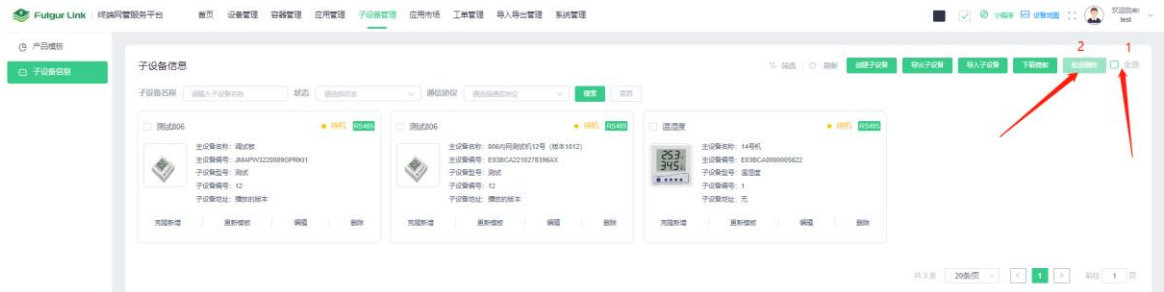 Fulgur Link 终端网管服务平台 首页 设备管理 容器管理 应用管理 子设备管理 应用市场 工单管理 导入导出管理 系统管理 小程序 设备地图 test
产品模板
子设备信息
2 1
子设备信息 筛选 刷新 创建子设备 导出子设备 导入子设备 下载模板 批量删除 全选
子设备名称 请输入子设备名称 状态 请选择状态 通信协议 请选择通信协议 搜索 重置
测试806 待机 RS485
主设备名称：调试板
子设备型号：测试
子设备编号：12
子设备地址：播放的版本
克隆新增 更新模板 编辑 删除
测试806 待机 RS485
主设备名称：806内网测试机12号（版本1012）
主设备编号：E83BCA2210278396AX
子设备型号：测试
子设备编号：12
子设备地址：播放的版本
克隆新增 更新模板 编辑 删除
温湿度 待机 RS485
主设备名称：14号机
主设备编号：E83BCA0000005622
子设备型号：温湿度
子设备编号：1
子设备地址：无
克隆新增 更新模板 编辑 删除
共 3 条 20条/页 1 前往 1 页